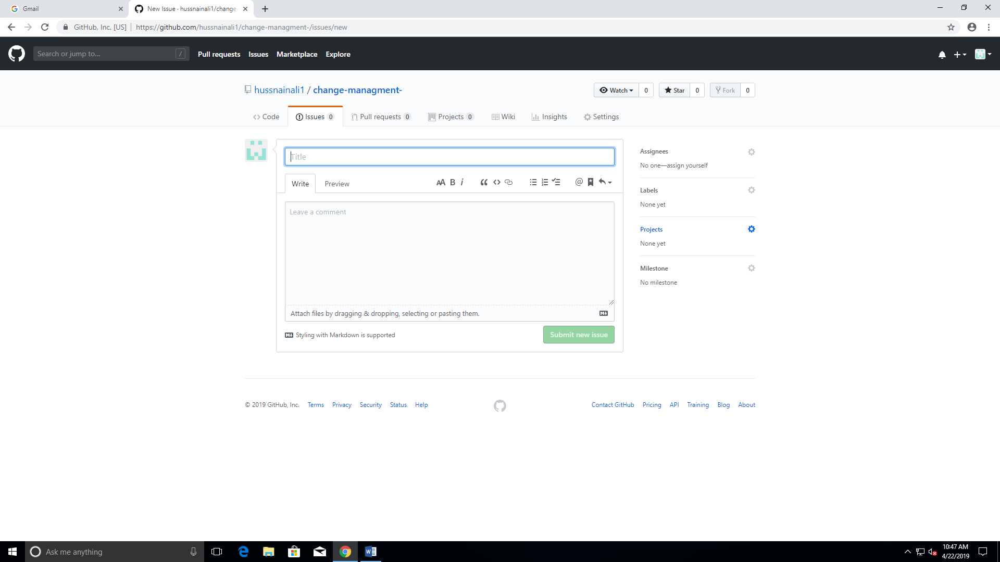 Gmail
New Issue · hussnainali1/change-
GitHub, Inc. [US] | https://github.com/hussnainali1/change-managment-/issues/new
Search or jump to... /
Pull requests Issues Marketplace Explore
hussnainali1 / change-managment-
Watch 0 Star 0 Fork 0
Code Issues 0 Pull requests 0 Projects 0 Wiki Insights Settings
Title
Write Preview
AA B i
Leave a comment
Attach files by dragging & dropping, selecting or pasting them.
Styling with Markdown is supported
Submit new issue
Assignees
No one—assign yourself
Labels
None yet
Projects
None yet
Milestone
No milestone
© 2019 GitHub, Inc. Terms Privacy Security Status Help
Contact GitHub Pricing API Training Blog About
Ask me anything
10:47 AM
4/22/2019